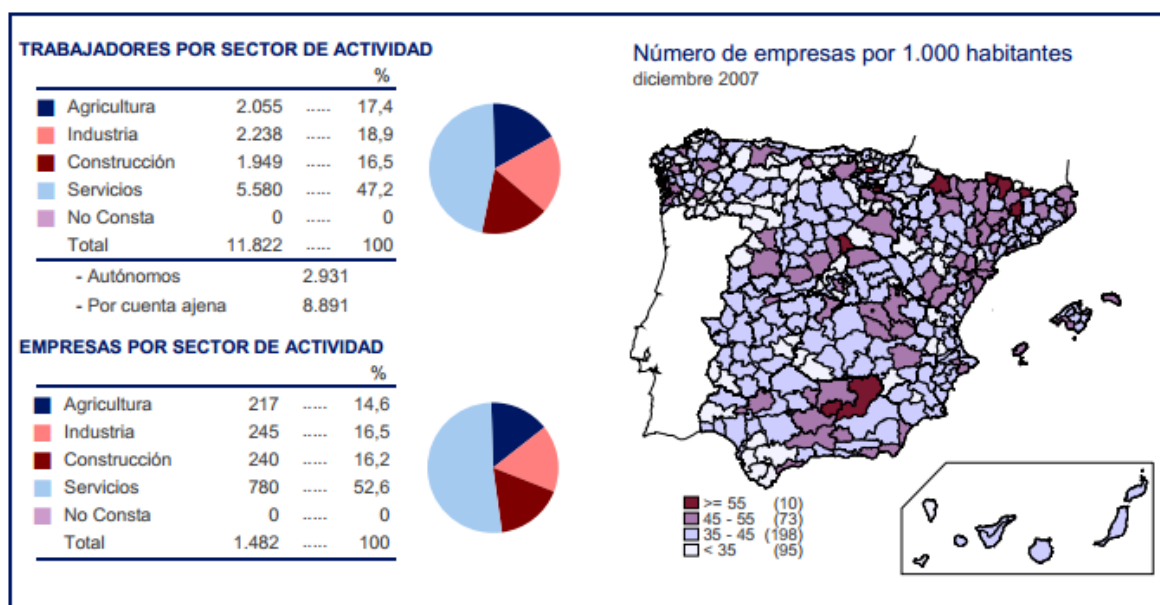 TRABAJADORES POR SECTOR DE ACTIVIDAD
%
Agricultura 2.055 ..... 17,4
Industria 2.238 ..... 18,9
Construcción 1.949 ..... 16,5
Servicios 5.580 ..... 47,2
No Consta 0 ..... 0
Total 11.822 ..... 100
- Autónomos 2.931
- Por cuenta ajena 8.891
EMPRESAS POR SECTOR DE ACTIVIDAD
%
Agricultura 217 ..... 14,6
Industria 245 ..... 16,5
Construcción 240 ..... 16,2
Servicios 780 ..... 52,6
No Consta 0 ..... 0
Total 1.482 ..... 100
Número de empresas por 1.000 habitantes
diciembre 2007
>= 55 (10)
45 - 55 (73)
35 - 45 (198)
< 35 (95)